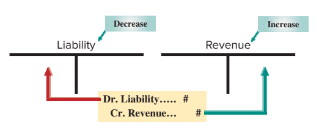 Decrease
Increase
Liability
Revenue
Dr. Liability..... #
Cr. Revenue... #